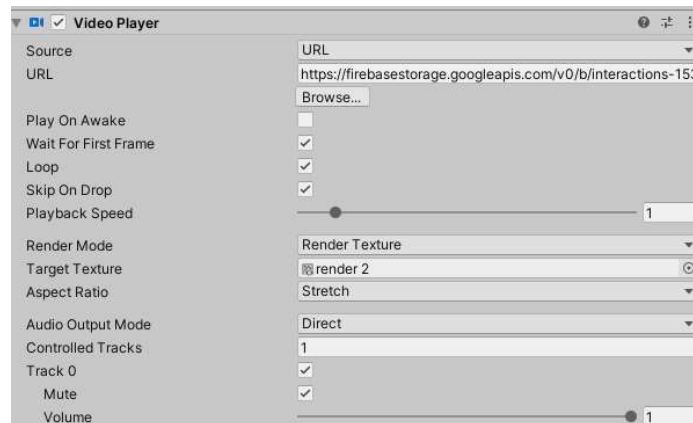 Video Player
Source URL
URL https://firebasestorage.googleapis.com/v0/b/interactions-153
Browse...
Play On Awake
Wait For First Frame
Loop
Skip On Drop
Playback Speed 1
Render Mode Render Texture
Target Texture render 2
Aspect Ratio Stretch
Audio Output Mode Direct
Controlled Tracks 1
Track 0
Mute
Volume 1